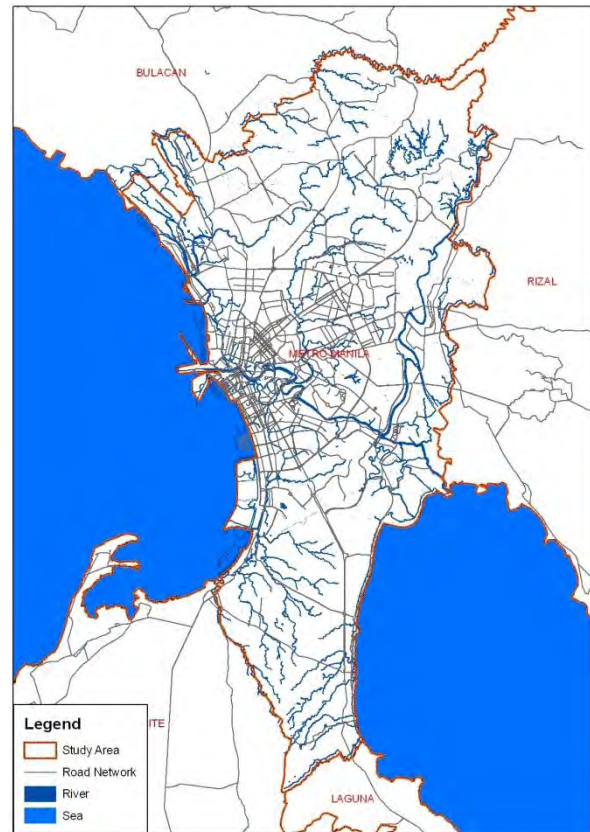 BULACAN
RIZAL
METRO MANILA
ITE
LAGUNA
Legend
Study Area
Road Network
River
Sea